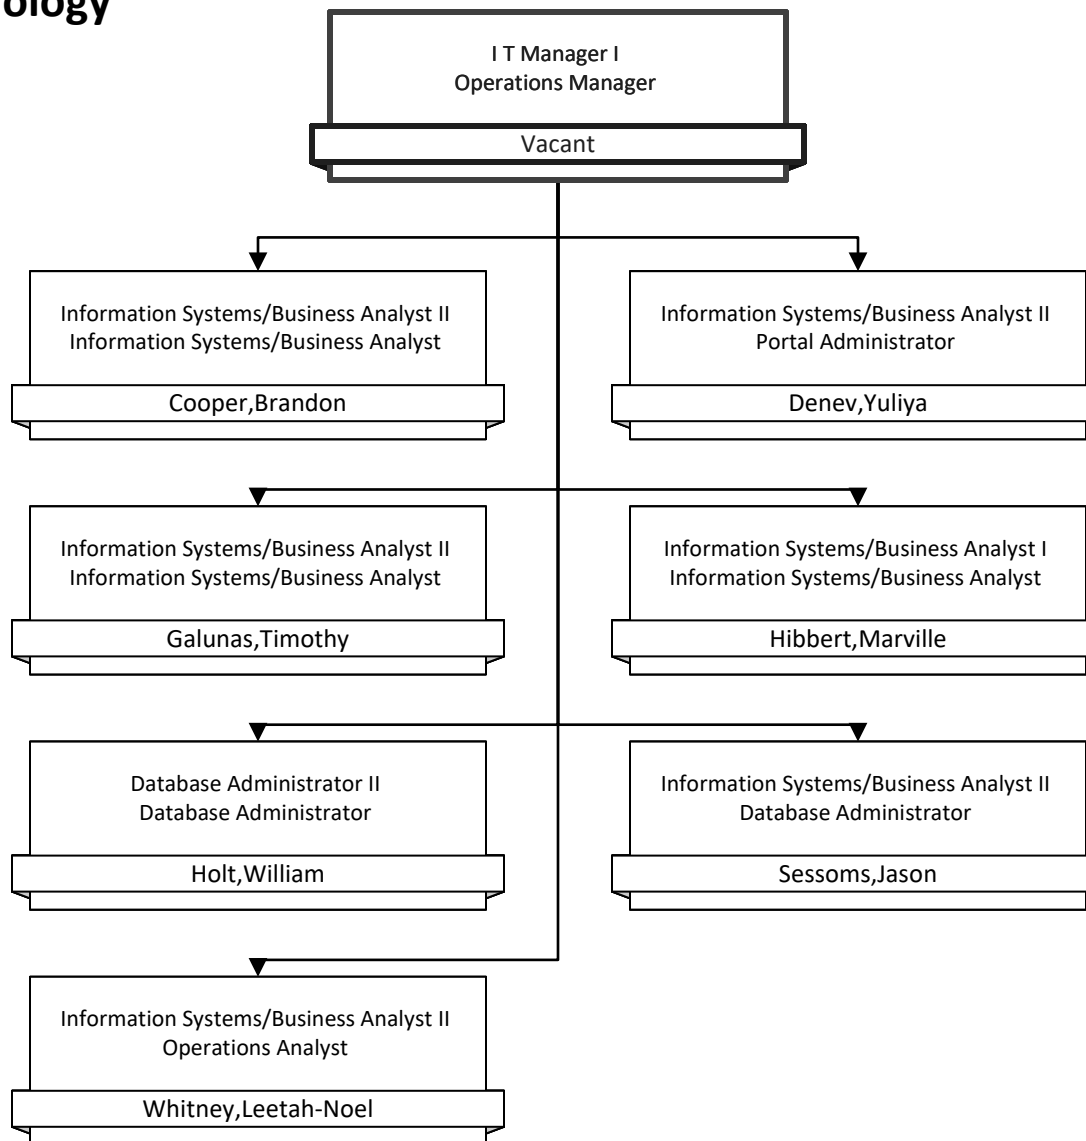 ology
I T Manager I
Operations Manager
Vacant
Information Systems/Business Analyst II
Information Systems/Business Analyst
Cooper,Brandon
Information Systems/Business Analyst II
Portal Administrator
Denev,Yuliya
Information Systems/Business Analyst II
Information Systems/Business Analyst
Galunas,Timothy
Information Systems/Business Analyst I
Information Systems/Business Analyst
Hibbert,Marville
Database Administrator II
Database Administrator
Holt,William
Information Systems/Business Analyst II
Database Administrator
Sessoms,Jason
Information Systems/Business Analyst II
Operations Analyst
Whitney,Leetah-Noel